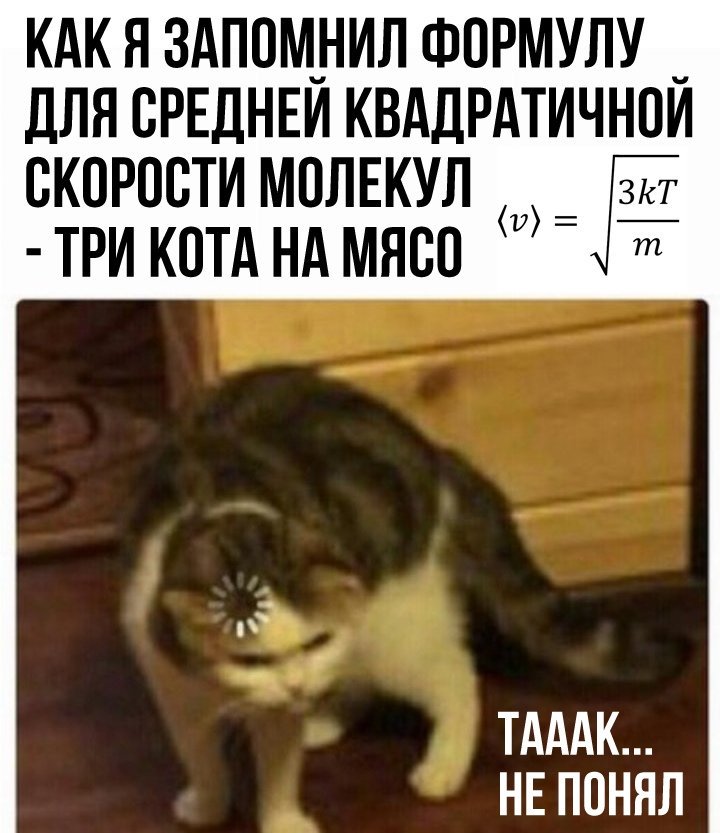 КАК Я ЗАПОМНИЛ ФОРМУЛУ
ДЛЯ СРЕДНЕЙ КВАДРАТИЧНОЙ
СКОРОСТИ МОЛЕКУЛ
- ТРИ КОТА НА МЯСО
⟨v⟩ = √(3kT/m)
ТАААК...
НЕ ПОНЯЛ